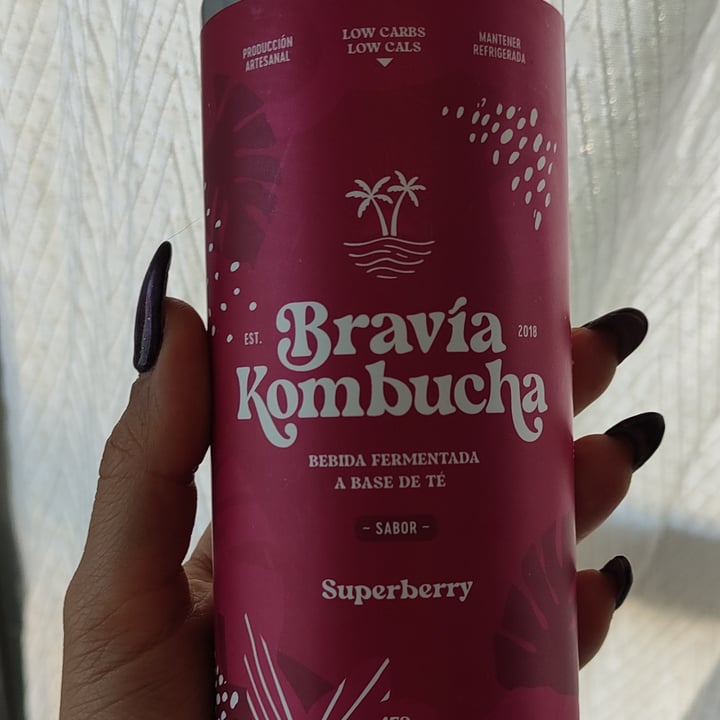 PRODUCCIÓN
ARTESANAL
LOW CARBS
LOW CALS
MANTENER
REFRIGERADA
EST.
Bravía
2018
Kombucha
BEBIDA FERMENTADA
A BASE DE TÉ
~ SABOR ~
Superberry